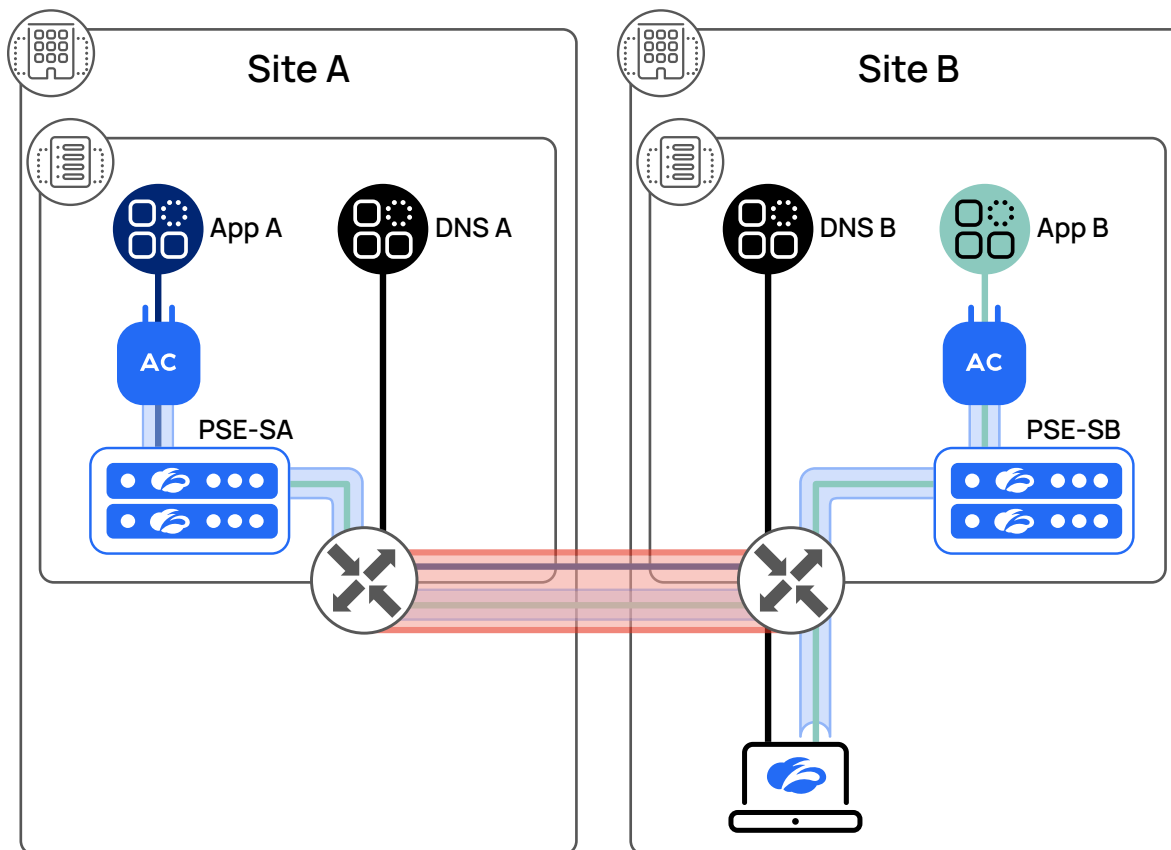 Site A
Site B
App A
DNS A
DNS B
App B
AC
AC
PSE-SA
PSE-SB